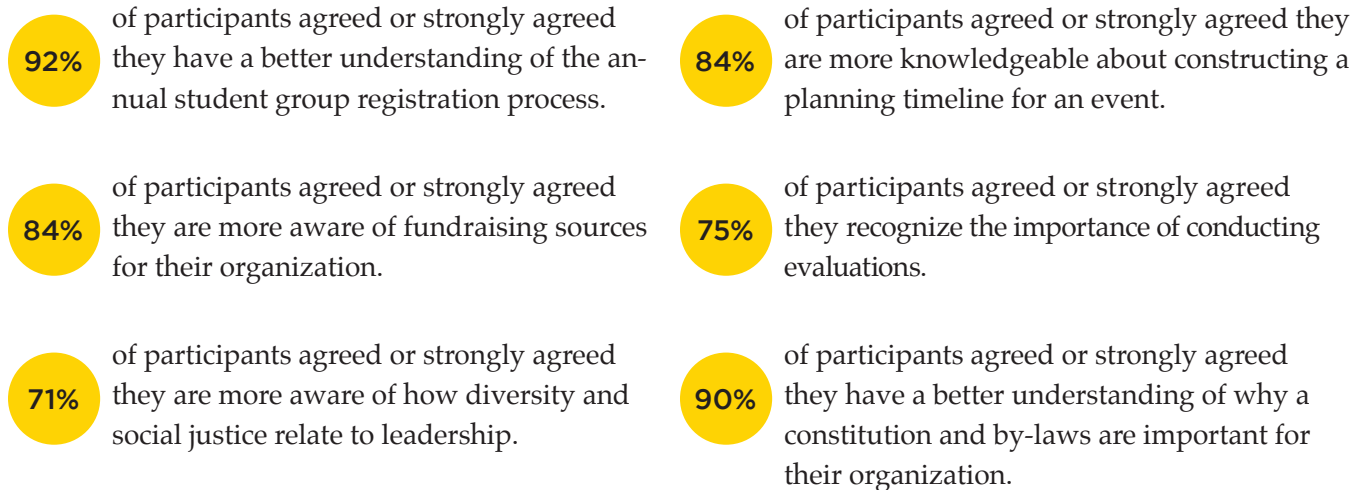 92%
of participants agreed or strongly agreed
they have a better understanding of the an-
nual student group registration process.
84%
of participants agreed or strongly agreed
they are more aware of fundraising sources
for their organization.
71%
of participants agreed or strongly agreed
they are more aware of how diversity and
social justice relate to leadership.
84%
of participants agreed or strongly agreed they
are more knowledgeable about constructing a
planning timeline for an event.
75%
of participants agreed or strongly agreed
they recognize the importance of conducting
evaluations.
90%
of participants agreed or strongly agreed
they have a better understanding of why a
constitution and by-laws are important for
their organization.